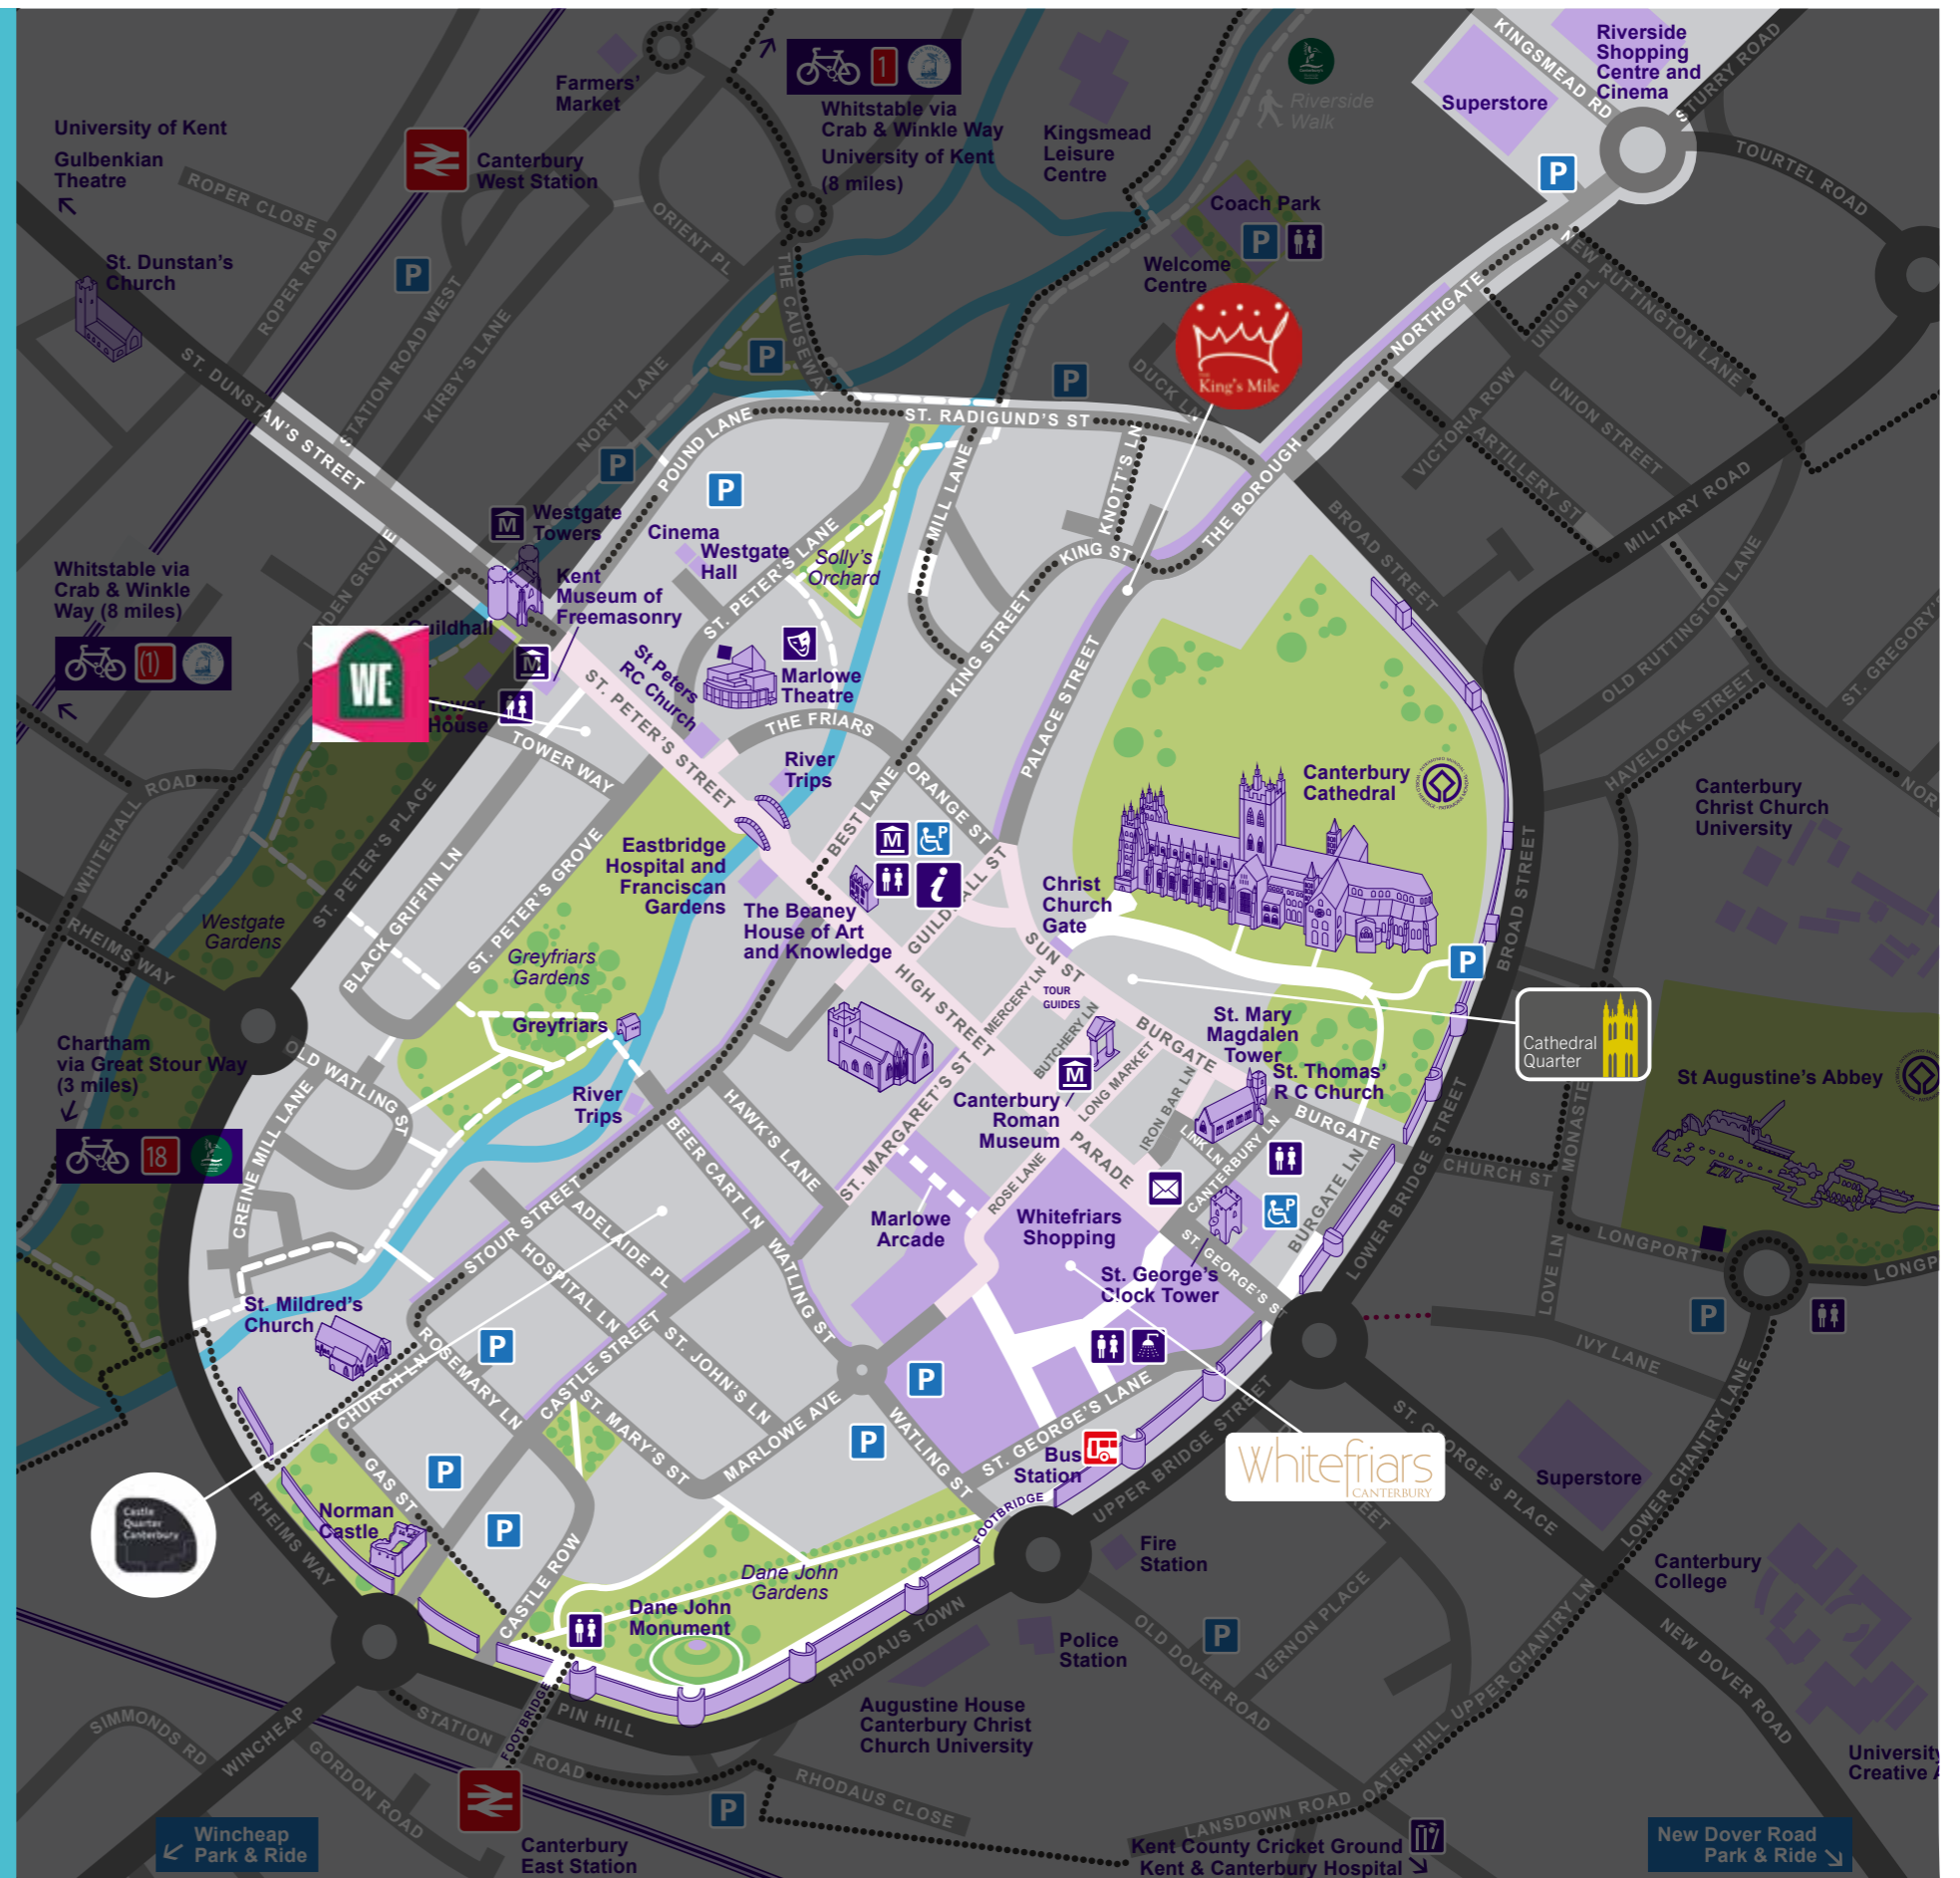 KINGSMEAD RD
Riverside
Shopping
Centre and
Cinema
STURRY ROAD
Superstore
TOURTEL ROAD
P
Farmers'
Market
1
Whitstable via
Crab & Winkle Way
University of Kent
(8 miles)
Kingsmead
Leisure
Centre
Riverside
Walk
University of Kent
Gulbenkian
Theatre
Canterbury
West Station
ROPER CLOSE
ROPER ROAD
ORIENT PL
THE CAUSEWAY
Coach Park
P
Welcome
Centre
NEW RUTTINGTON LANE
UNION PL
NORTHGATE
St. Dunstan's
Church
P
STATION ROAD WEST
KIRBY'S LANE
NORTH LANE
P
P
DUCK LN
THE
King's Mile
VICTORIA ROW
UNION STREET
ARTILLERY ST
MILITARY ROAD
ST. DUNSTAN'S STREET
POUND LANE
ST. RADIGUND'S ST
KNOTT'S LN
THE BOROUGH
BROAD STREET
P
P
MILL LANE
KING ST
M
Westgate
Towers
Cinema
Westgate
Hall
ST. PETER'S LANE
Solly's
Orchard
Whitstable via
Crab & Winkle
Way (8 miles)
(1)
LINDEN GROVE
Kent
Museum of
Freemasonry
Guildhall
WE
M
Tower
House
St Peters
RC Church
Marlowe
Theatre
KING STREET
PALACE STREET
OLD RUTTINGTON LANE
ST. GREGORY'S
HAVELOCK STREET
ST. PETER'S STREET
THE FRIARS
TOWER WAY
River
Trips
BEST LANE
ORANGE ST
Canterbury
Cathedral
Canterbury
Christ Church
University
WHITEHALL ROAD
ST. PETER'S PLACE
BLACK GRIFFIN LN
ST. PETER'S GROVE
Eastbridge
Hospital and
Franciscan
Gardens
M
P
i
GUILDHALL ST
The Beaney
House of Art
and Knowledge
Christ
Church
Gate
BROAD STREET
RHEIMS WAY
Westgate
Gardens
Greyfriars
Gardens
SUN ST
HIGH STREET
MERCERY LN
TOUR
GUIDES
BUTCHERY LN
BURGATE
P
Cathedral
Quarter
Greyfriars
St. Mary
Magdalen
Tower
St. Thomas'
R C Church
St Augustine's Abbey
Chartham
via Great Stour Way
(3 miles)
18
OLD WATLING ST
CREINE MILL LANE
River
Trips
HAWK'S LANE
BEER CART LN
ST. MARGARET'S ST
M
Canterbury
Roman
Museum
LONG MARKET
IRON BAR LN
LINK LN
CANTERBURY LN
BURGATE
BURGATE LN
PARADE
ROSE LANE
LOWER BRIDGE STREET
CHURCH ST
LONGPORT
LOVE LN
STOUR STREET
ADELAIDE PL
HOSPITAL LN
WATLING ST
Marlowe
Arcade
Whitefriars
Shopping
ST. GEORGE'S ST
P
St. George's
Clock Tower
St. Mildred's
Church
CHURCH LN
ROSEMARY LN
P
CASTLE STREET
ST. JOHN'S LN
ST. MARY'S ST
MARLOWE AVE
P
P
WATLING ST
ST. GEORGE'S LANE
Bus
Station
UPPER BRIDGE STREET
Whitefriars
CANTERBURY
P
IVY LANE
LOWER CHANTRY LANE
ST. GEORGE'S PLACE
Superstore
GAS ST
P
P
Castle
Quarter
Canterbury
Norman
Castle
RHEIMS WAY
CASTLE ROW
Dane John
Gardens
Dane John
Monument
FOOTBRIDGE
Fire
Station
Police
Station
RHODAUS TOWN
OLD DOVER ROAD
VERNON PLACE
P
Canterbury
College
UPPER CHANTRY LN
NEW DOVER ROAD
PIN HILL
FOOTBRIDGE
Augustine House
Canterbury Christ
Church University
SIMMONDS RD
WINCHEAP
GORDON ROAD
STATION ROAD
RHODAUS CLOSE
P
OATEN HILL
LANSDOWN ROAD
University
Creative A
Wincheap
Park & Ride
Canterbury
East Station
Kent County Cricket Ground
Kent & Canterbury Hospital
New Dover Road
Park & Ride